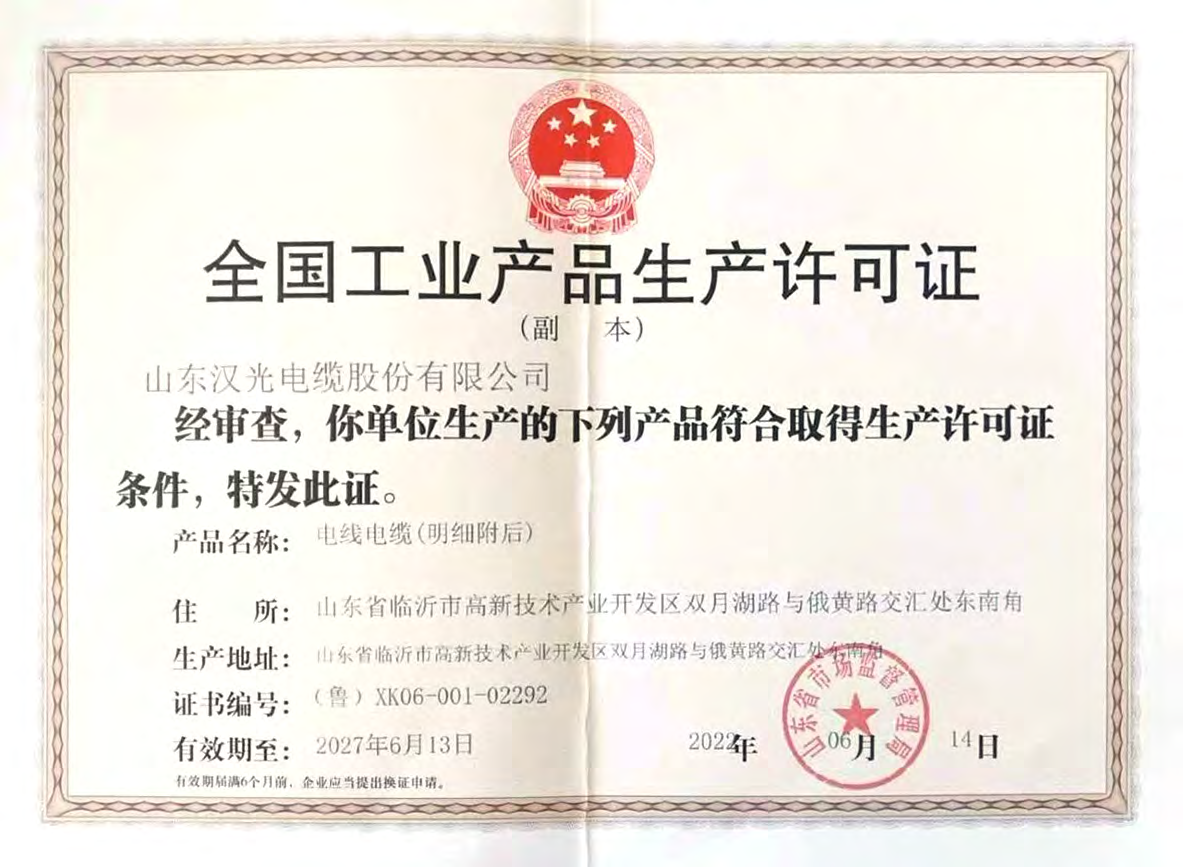 全国工业产品生产许可证
(副 本)
山东汉光电缆股份有限公司
经审查，你单位生产的下列产品符合取得生产许可证
条件，特发此证。
产品名称： 电线电缆(明细附后)
住 所： 山东省临沂市高新技术产业开发区双月湖路与俄黄路交汇处东南角
生产地址： 山东省临沂市高新技术产业开发区双月湖路与俄黄路交汇处东南角
证书编号： （鲁）XK06-001-02292
有效期至： 2027年6月13日
2022年 06月 14日
山东省市场监督管理局
有效期届满6个月前，企业应当提出换证申请。